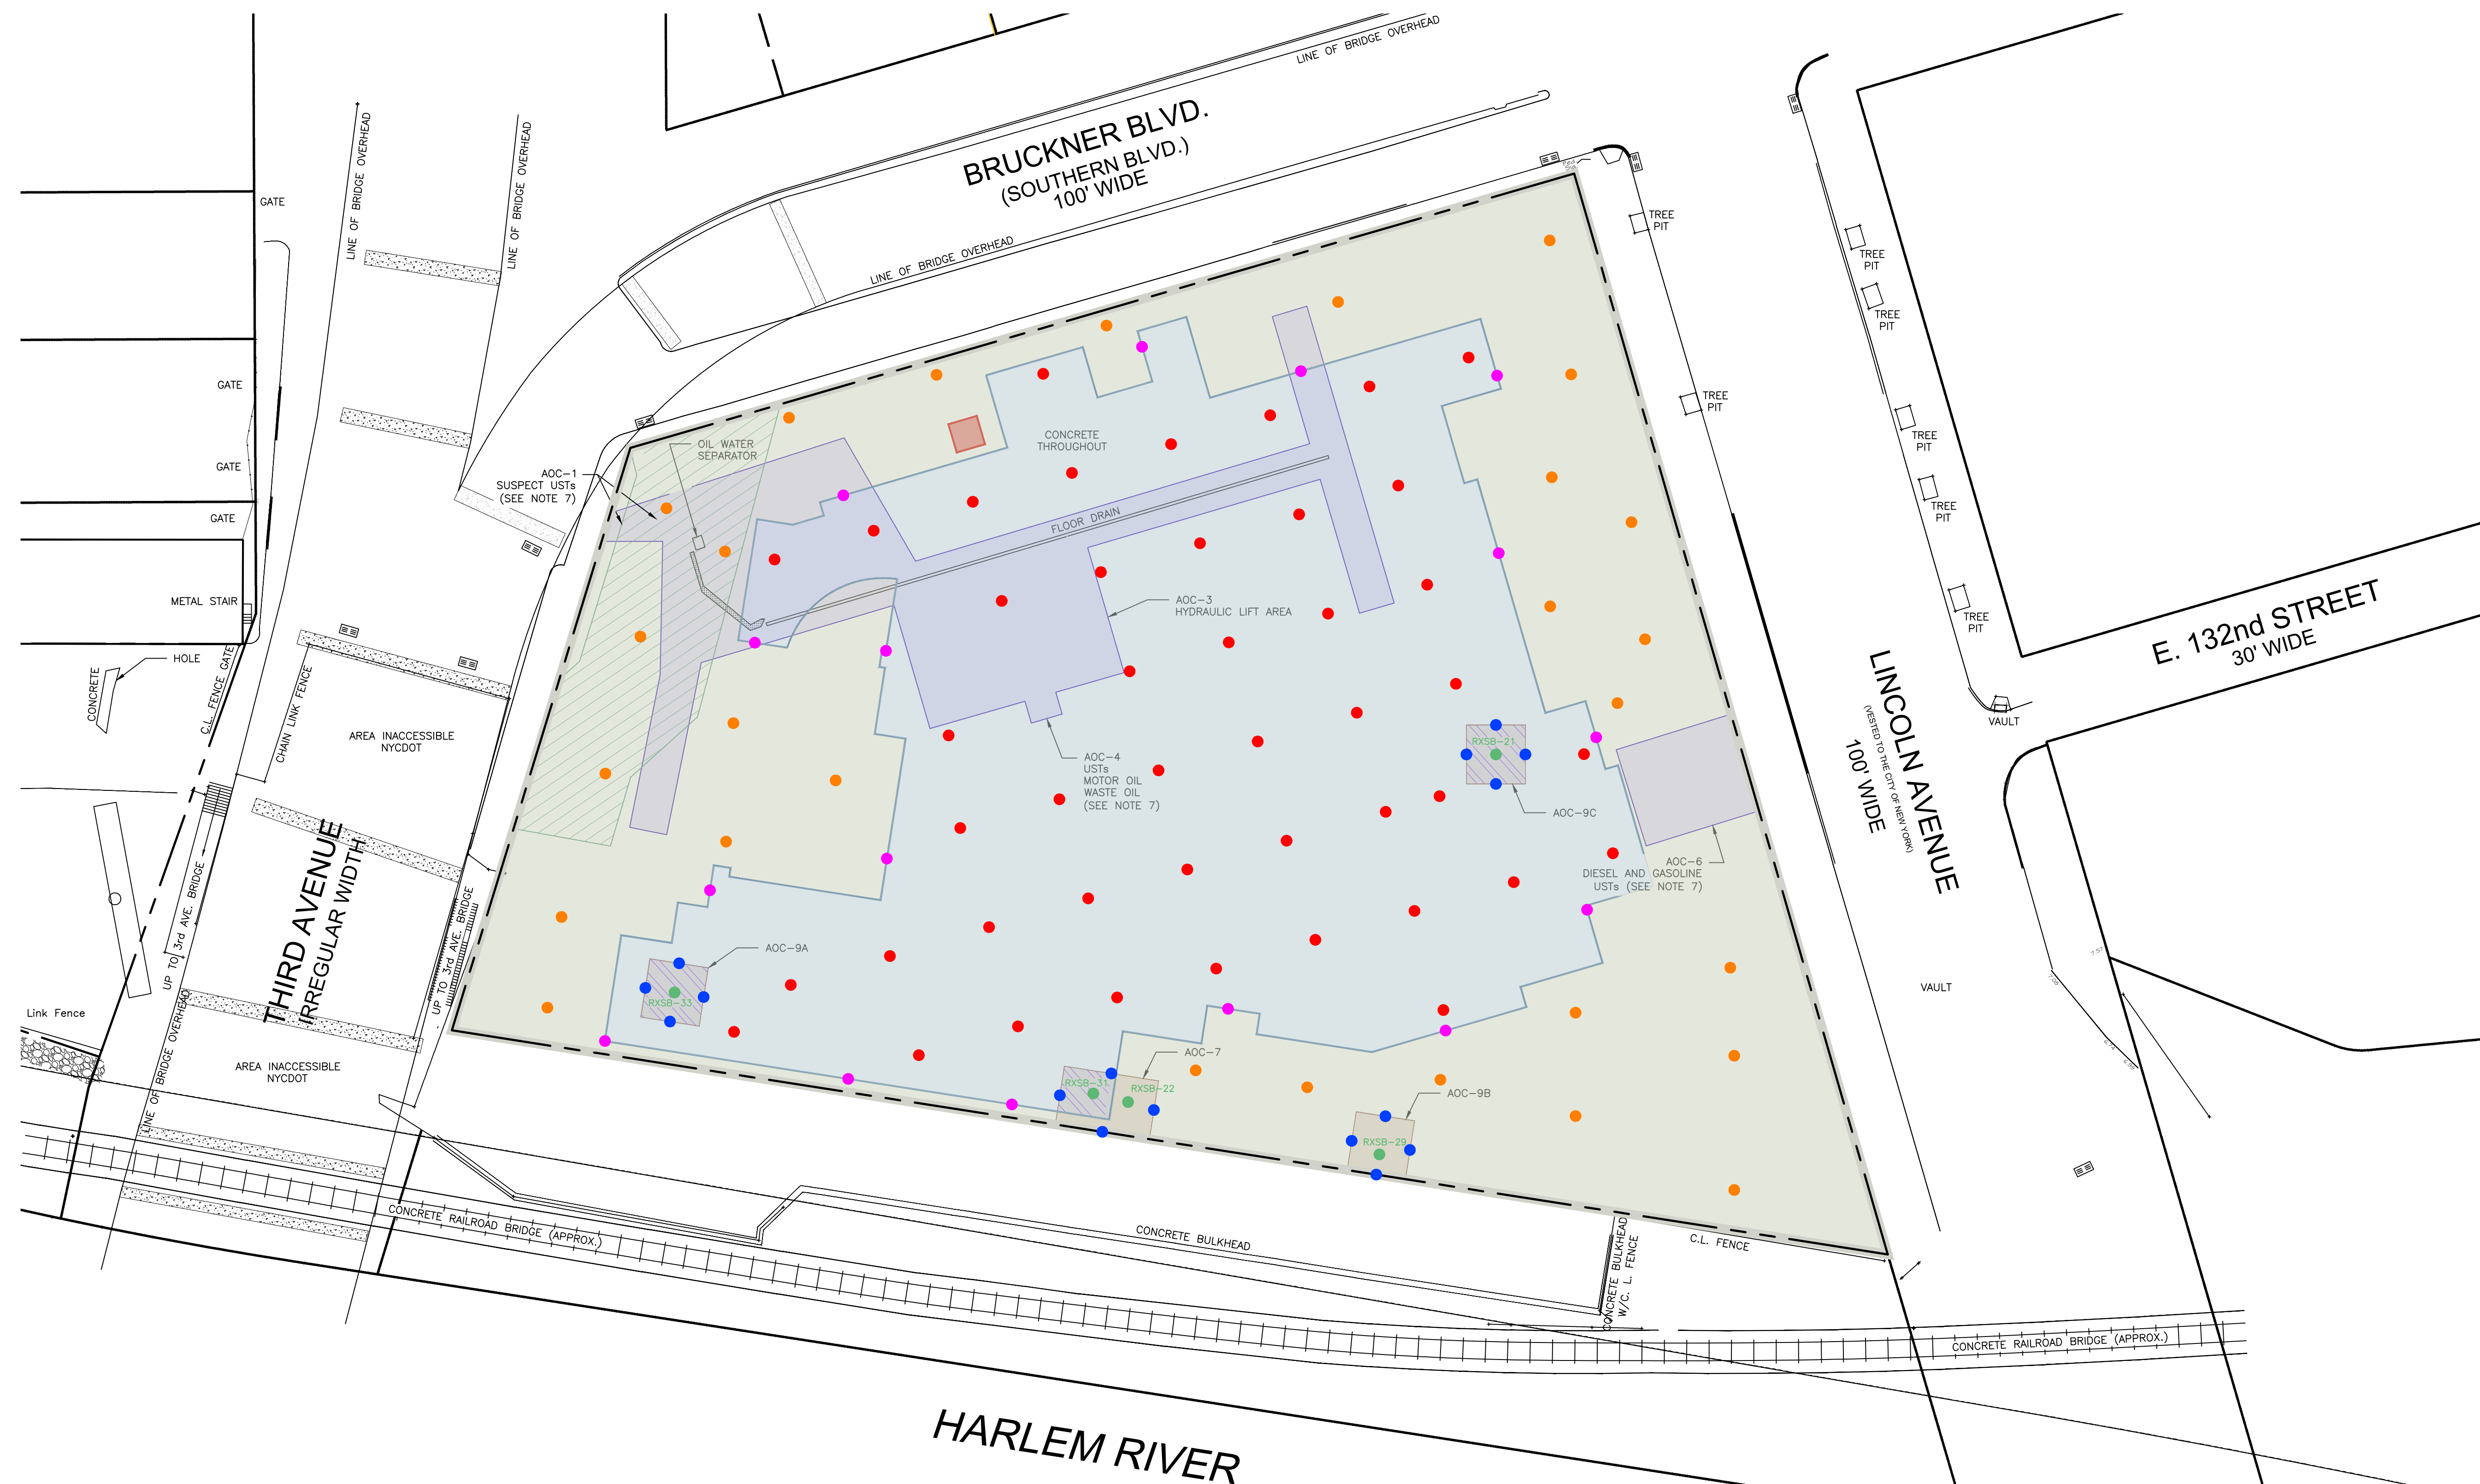 LINE OF BRIDGE OVERHEAD
BRUCKNER BLVD.
(SOUTHERN BLVD.)
100' WIDE
LINE OF BRIDGE OVERHEAD
LINE OF BRIDGE OVERHEAD
LINE OF BRIDGE OVERHEAD
GATE
GATE
GATE
GATE
METAL STAIR
HOLE
CONCRETE
C.L. FENCE GATE
CHAIN LINK FENCE
AREA INACCESSIBLE
NYCDOT
THIRD AVENUE
IRREGULAR WIDTH
UP TO 3rd AVE. BRIDGE
UP TO 3rd AVE. BRIDGE
LINE OF BRIDGE OVERHEAD
Link Fence
AREA INACCESSIBLE
NYCDOT
OIL WATER
SEPARATOR
AOC-1
SUSPECT USTs
(SEE NOTE 7)
CONCRETE
THROUGHOUT
FLOOR DRAIN
AOC-3
HYDRAULIC LIFT AREA
AOC-4
USTs
MOTOR OIL
WASTE OIL
(SEE NOTE 7)
RXSB-21
AOC-9C
AOC-6
DIESEL AND GASOLINE
USTs (SEE NOTE 7)
AOC-9A
RXSB-33
AOC-7
RXSB-31
RXSB-22
AOC-9B
RXSB-29
TREE
PIT
TREE
PIT
TREE
PIT
TREE
PIT
TREE
PIT
TREE
PIT
TREE
PIT
E. 132nd STREET
30' WIDE
VAULT
LINCOLN AVENUE
(VESTED TO THE CITY OF NEW YORK)
100' WIDE
VAULT
7.57
CONCRETE RAILROAD BRIDGE (APPROX.)
CONCRETE BULKHEAD
CONCRETE BULKHEAD
W/C. L. FENCE
C.L. FENCE
CONCRETE RAILROAD BRIDGE (APPROX.)
HARLEM RIVER